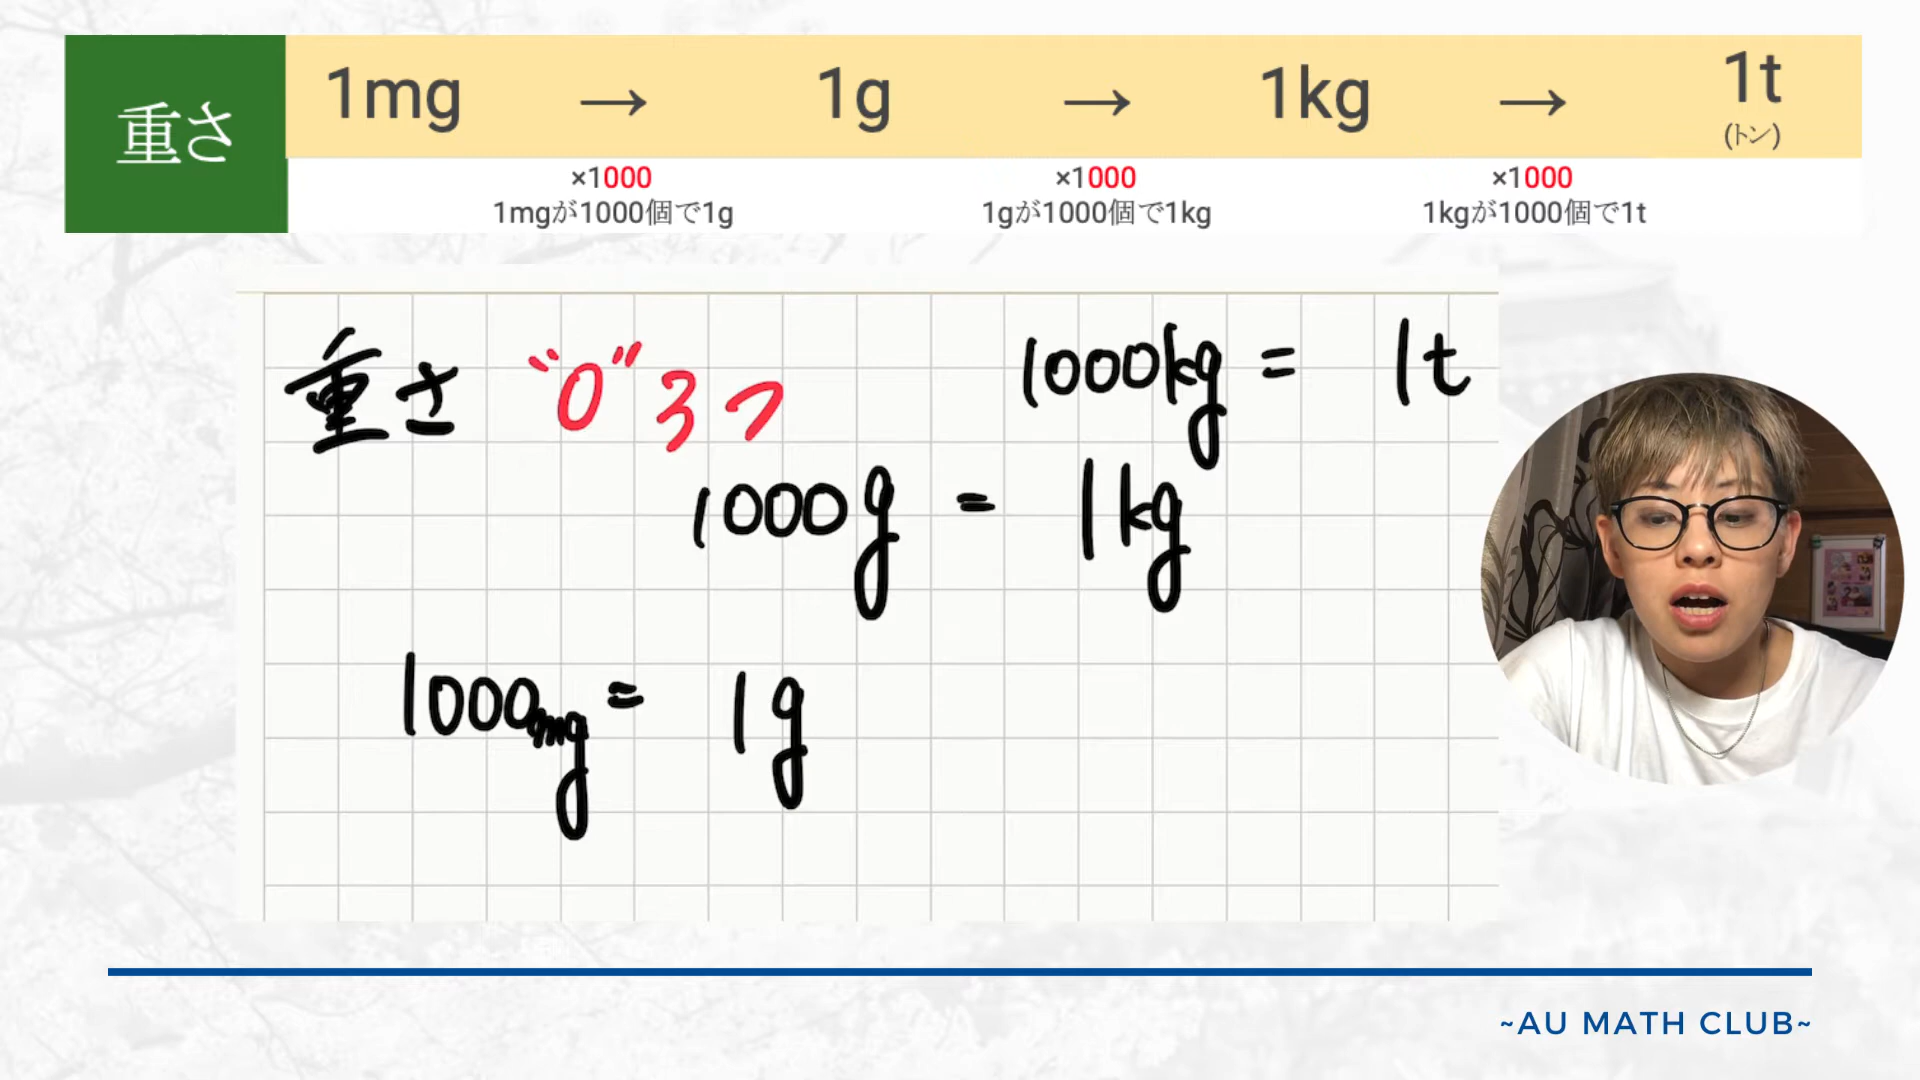 重さ
1mg → 1g → 1kg → 1t
(トン)
×1000 ×1000 ×1000
1mgが1000個で1g 1gが1000個で1kg 1kgが1000個で1t
重さ “0” 3つ 1000kg = 1t
1000g = 1kg
1000mg = 1g
~AU MATH CLUB~